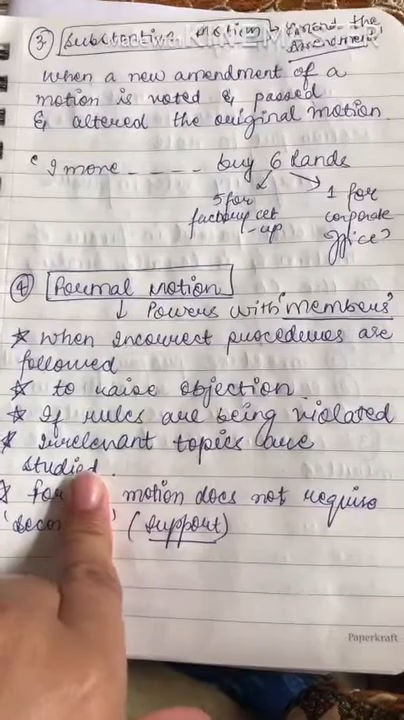 ③ Substantive motion → Amend the
Amendment
when a new amendment of a
motion is voted & passed
& altered the original motion.
"I move _ _ _ _ _ buy 6 lands
5 for
factory set
-up
1 for
corporate
office"
④ Formal Motion
↓ Powers with 'members'
* when incorrect procedures are
followed
* to raise objection
* If rules are being violated
* irrelevant topics are
studied.
* for motion does not require
(support)
Paperkraft